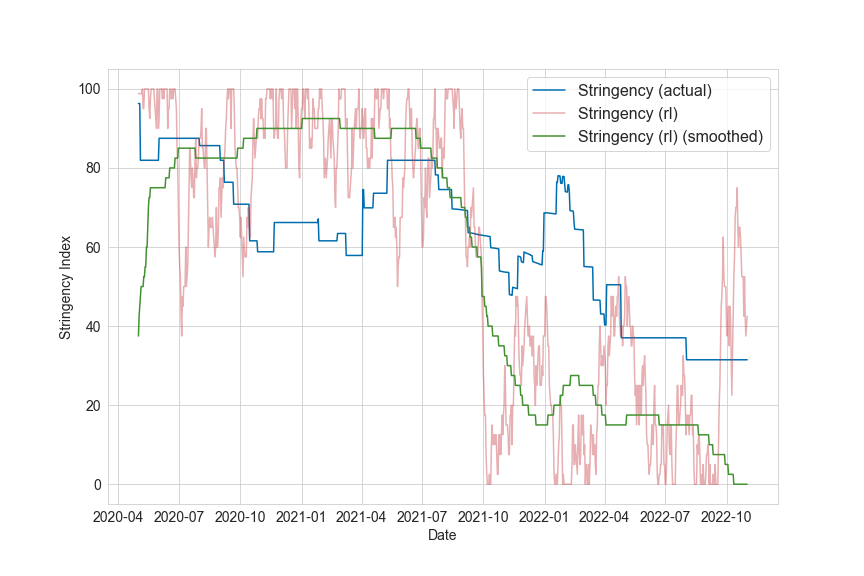 100
80
60
40
20
0
Stringency Index
Stringency (actual)
Stringency (rl)
Stringency (rl) (smoothed)
2020-04 2020-07 2020-10 2021-01 2021-04 2021-07 2021-10 2022-01 2022-04 2022-07 2022-10
Date